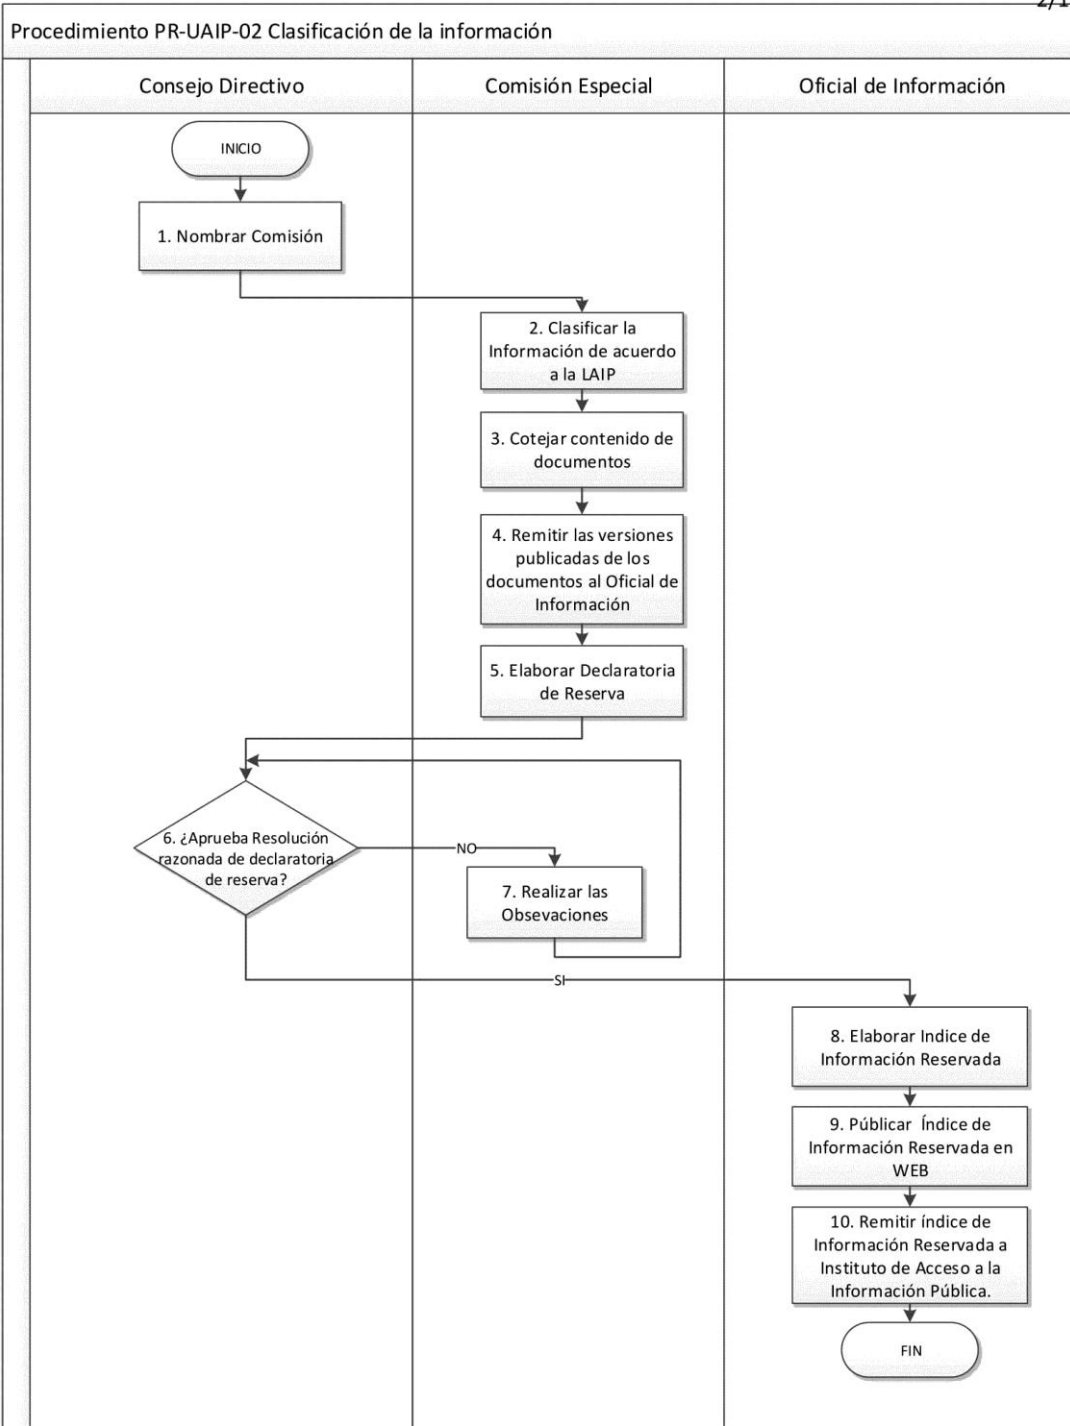 2/1
Procedimiento PR-UAIP-02 Clasificación de la información
Consejo Directivo
Comisión Especial
Oficial de Información
INICIO
1. Nombrar Comisión
2. Clasificar la
Información de acuerdo
a la LAIP
3. Cotejar contenido de
documentos
4. Remitir las versiones
publicadas de los
documentos al Oficial de
Información
5. Elaborar Declaratoria
de Reserva
6. ¿Aprueba Resolución
razonada de declaratoria
de reserva?
NO
7. Realizar las
Obsevaciones
SI
8. Elaborar Indice de
Información Reservada
9. Públicar Índice de
Información Reservada en
WEB
10. Remitir índice de
Información Reservada a
Instituto de Acceso a la
Información Pública.
FIN